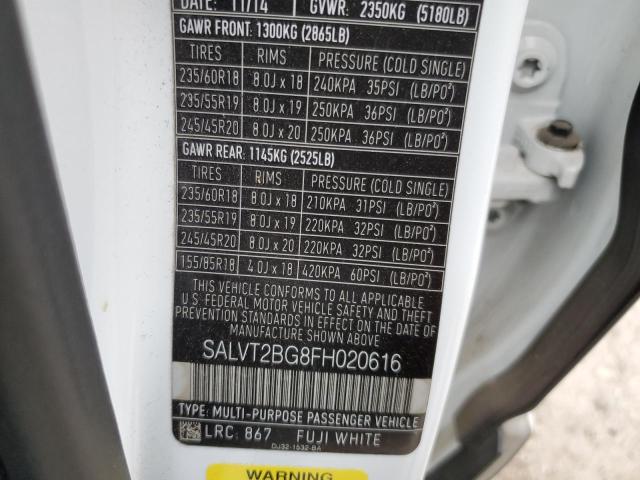 DATE: 11/14 GVWR: 2350KG (5180LB)
GAWR FRONT: 1300KG (2865LB)
TIRES RIMS PRESSURE (COLD SINGLE)
235/60R18 8.0J x 18 240KPA 35PSI (LB/PO²)
235/55R19 8.0J x 19 250KPA 36PSI (LB/PO²)
245/45R20 8.0J x 20 250KPA 36PSI (LB/PO²)
GAWR REAR: 1145KG (2525LB)
TIRES RIMS PRESSURE (COLD SINGLE)
235/60R18 8.0J x 18 210KPA 31PSI (LB/PO²)
235/55R19 8.0J x 19 220KPA 32PSI (LB/PO²)
245/45R20 8.0J x 20 220KPA 32PSI (LB/PO²)
155/85R18 4.0J x 18 420KPA 60PSI (LB/PO²)
THIS VEHICLE CONFORMS TO ALL APPLICABLE
U.S. FEDERAL MOTOR VEHICLE SAFETY AND THEFT
PREVENTION STANDARDS IN EFFECT ON THE DATE OF
MANUFACTURE SHOWN ABOVE
SALVT2BG8FH020616
TYPE: MULTI-PURPOSE PASSENGER VEHICLE
LRC: 867 FUJI WHITE
DJ32-1532-BA
WARNING